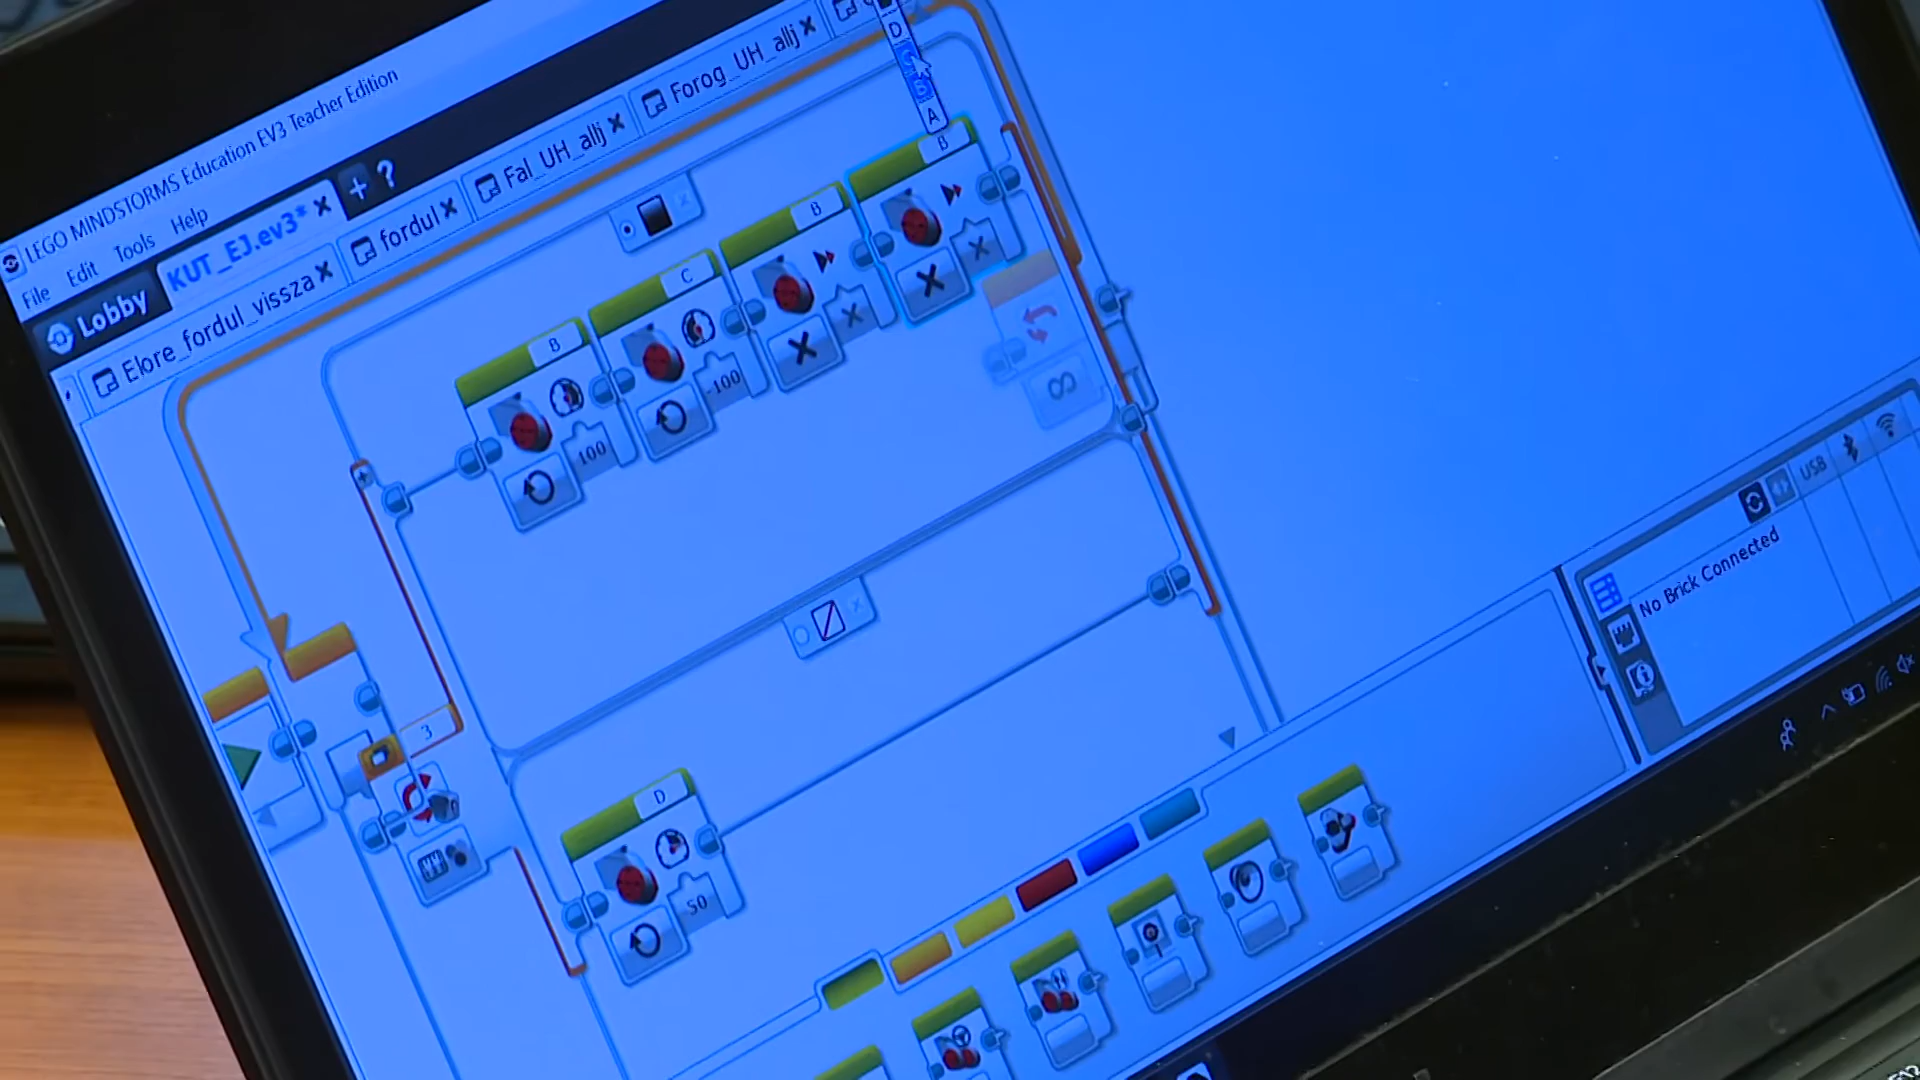 LEGO MINDSTORMS Education EV3 Teacher Edition
File Edit Tools Help
Lobby KUT_EJ.ev3* + ?
Elore_fordul_vissza fordul Fal_UH_allj Forog_UH_allj
D
A
B
B
C
B
100
-100
3
D
50
USB
No Brick Connected